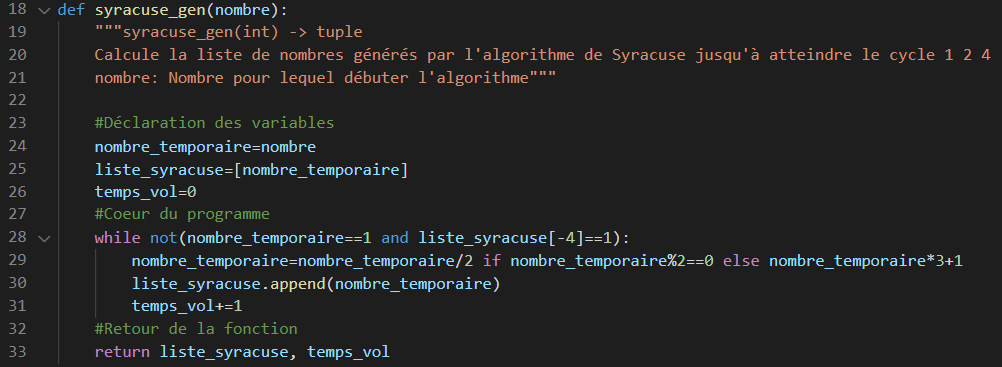 18 def syracuse_gen(nombre):
19 """syracuse_gen(int) -> tuple
20 Calcule la liste de nombres générés par l'algorithme de Syracuse jusqu'à atteindre le cycle 1 2 4
21 nombre: Nombre pour lequel débuter l'algorithme"""
22
23 #Déclaration des variables
24 nombre_temporaire=nombre
25 liste_syracuse=[nombre_temporaire]
26 temps_vol=0
27 #Coeur du programme
28 while not(nombre_temporaire==1 and liste_syracuse[-4]==1):
29 nombre_temporaire=nombre_temporaire/2 if nombre_temporaire%2==0 else nombre_temporaire*3+1
30 liste_syracuse.append(nombre_temporaire)
31 temps_vol+=1
32 #Retour de la fonction
33 return liste_syracuse, temps_vol